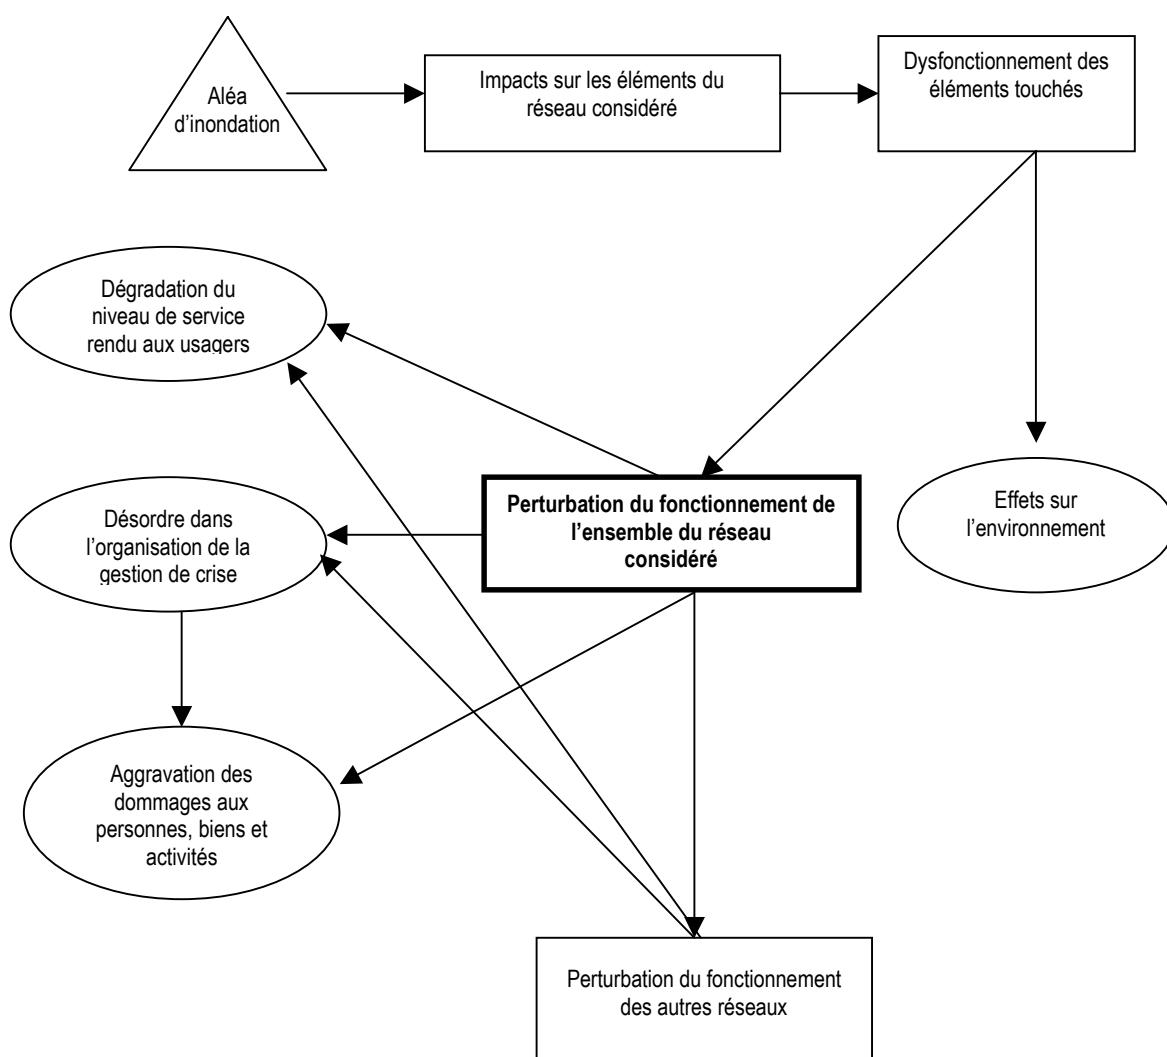 Aléa
d’inondation
Impacts sur les éléments du
réseau considéré
Dysfonctionnement des
éléments touchés
Dégradation du
niveau de service
rendu aux usagers
Désordre dans
l’organisation de la
gestion de crise
Perturbation du fonctionnement de
l’ensemble du réseau
considéré
Effets sur
l’environnement
Aggravation des
dommages aux
personnes, biens et
activités
Perturbation du fonctionnement
des autres réseaux